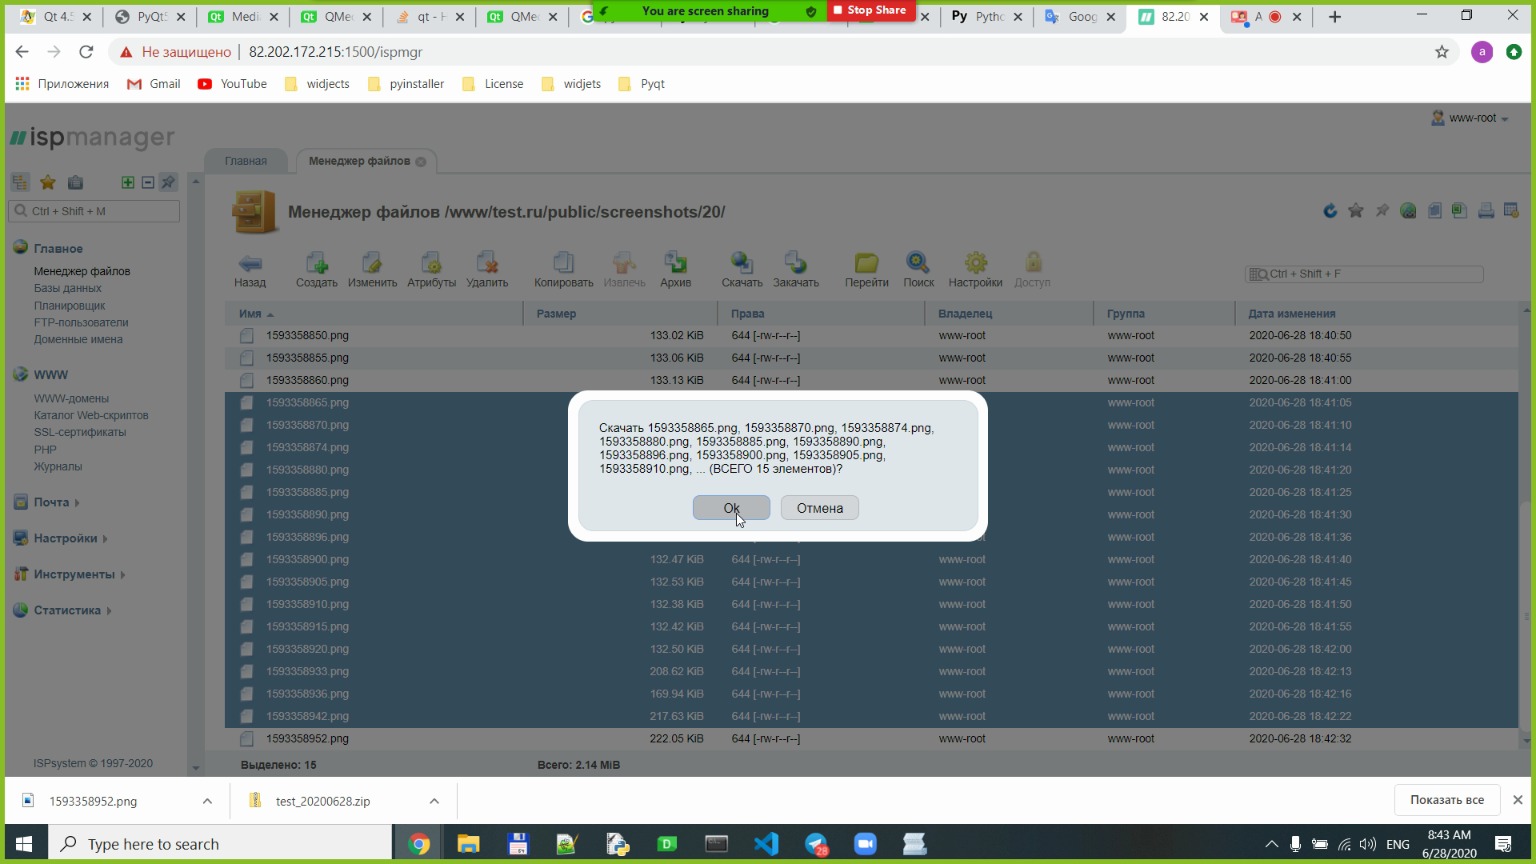 You are screen sharing
Stop Share
Qt 4.
PyQt
Qt Medi
Qt QMe
qt - H
Qt QMe
Py Pytho
Goog
82.20
A
Не защищено | 82.202.172.215:1500/ispmgr
a
Приложения Gmail YouTube widjects pyinstaller License widjets Pyqt
ispmanager
www-root
Главная Менеджер файлов
Ctrl + Shift + M
Менеджер файлов /www/test.ru/public/screenshots/20/
Главное
Менеджер файлов
Базы данных
Планировщик
FTP-пользователи
Доменные имена
WWW
WWW-домены
Каталог Web-скриптов
SSL-сертификаты
PHP
Журналы
Почта
Настройки
Инструменты
Статистика
ISPsystem © 1997-2020
Назад Создать Изменить Атрибуты Удалить Копировать Извлечь Архив Скачать Закачать Перейти Поиск Настройки Доступ
Ctrl + Shift + F
Имя Размер Права Владелец Группа Дата изменения
1593358850.png 133.02 KiB 644 [-rw-r--r--] www-root www-root 2020-06-28 18:40:50
1593358855.png 133.06 KiB 644 [-rw-r--r--] www-root www-root 2020-06-28 18:40:55
1593358860.png 133.13 KiB 644 [-rw-r--r--] www-root www-root 2020-06-28 18:41:00
1593358865.png www-root 2020-06-28 18:41:05
1593358870.png www-root 2020-06-28 18:41:10
1593358874.png www-root 2020-06-28 18:41:14
1593358880.png www-root 2020-06-28 18:41:20
1593358885.png www-root 2020-06-28 18:41:25
1593358890.png www-root 2020-06-28 18:41:30
1593358896.png www-root 2020-06-28 18:41:36
1593358900.png 132.47 KiB 644 [-rw-r--r--] www-root www-root 2020-06-28 18:41:40
1593358905.png 132.53 KiB 644 [-rw-r--r--] www-root www-root 2020-06-28 18:41:45
1593358910.png 132.38 KiB 644 [-rw-r--r--] www-root www-root 2020-06-28 18:41:50
1593358915.png 132.42 KiB 644 [-rw-r--r--] www-root www-root 2020-06-28 18:41:55
1593358920.png 132.50 KiB 644 [-rw-r--r--] www-root www-root 2020-06-28 18:42:00
1593358933.png 208.62 KiB 644 [-rw-r--r--] www-root www-root 2020-06-28 18:42:13
1593358936.png 169.94 KiB 644 [-rw-r--r--] www-root www-root 2020-06-28 18:42:16
1593358942.png 217.63 KiB 644 [-rw-r--r--] www-root www-root 2020-06-28 18:42:22
1593358952.png 222.05 KiB 644 [-rw-r--r--] www-root www-root 2020-06-28 18:42:32
Выделено: 15 Всего: 2.14 MiB
Скачать 1593358865.png, 1593358870.png, 1593358874.png,
1593358880.png, 1593358885.png, 1593358890.png,
1593358896.png, 1593358900.png, 1593358905.png,
1593358910.png, ... (ВСЕГО 15 элементов)?
Ok Отмена
1593358952.png test_20200628.zip Показать все
Type here to search
28
ENG
8:43 AM
6/28/2020